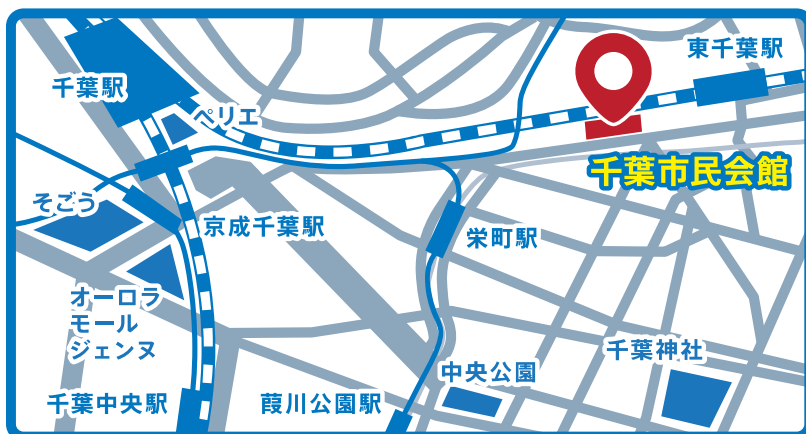 東千葉駅
千葉駅
ペリエ
千葉市民会館
そごう
京成千葉駅
栄町駅
オーロラ
モール
ジェンヌ
千葉神社
中央公園
千葉中央駅
葭川公園駅